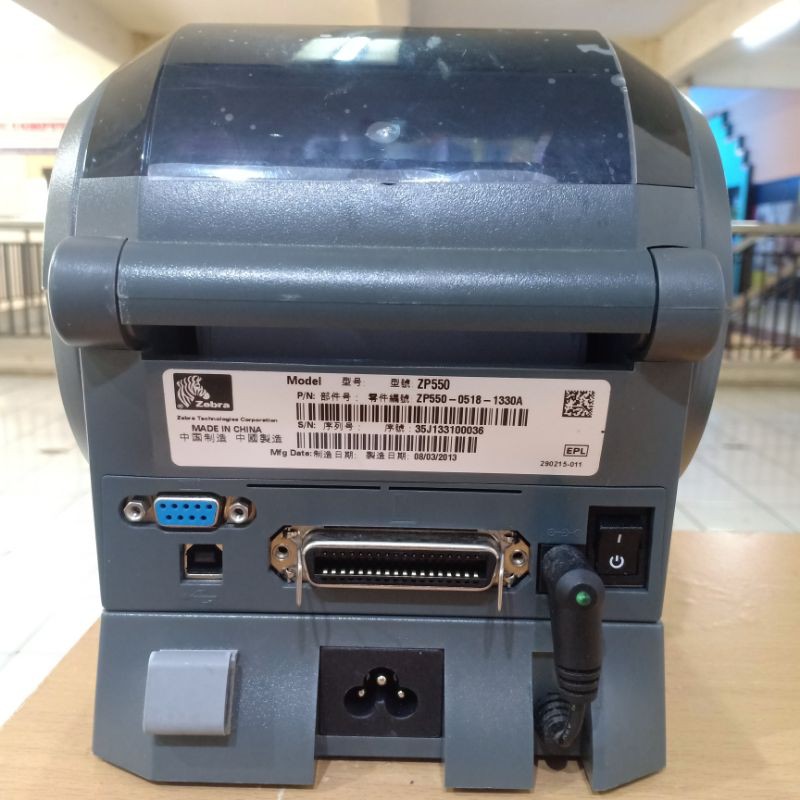 Model 型号: 型號: ZP550
P/N: 部件号: 零件編號: ZP550-0518-1330A
Zebra
Zebra Technologies Corporation
S/N: 序列号: 序號: 35J133100036
MADE IN CHINA
中国制造 中國製造
EPL
Mfg Date: 制造日期: 製造日期: 08/03/2013
290215-011